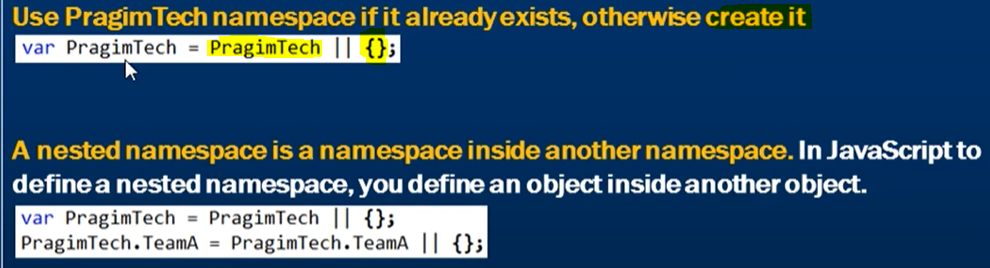 Use PragimTech namespace if it already exists, otherwise create it
var PragimTech = PragimTech || {};
A nested namespace is a namespace inside another namespace. In JavaScript to
define a nested namespace, you define an object inside another object.
var PragimTech = PragimTech || {};
PragimTech.TeamA = PragimTech.TeamA || {};